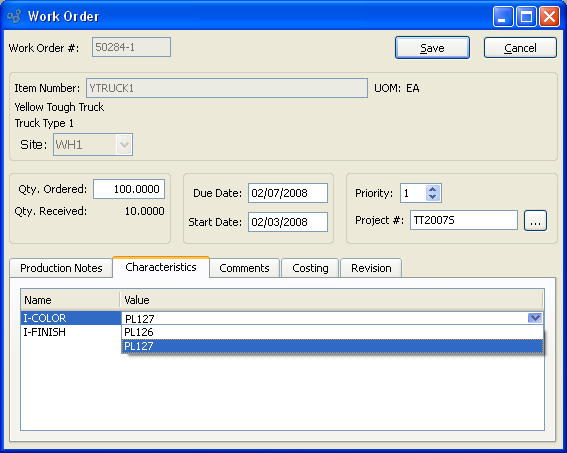 Work Order
Work Order #: 50284-1 Save Cancel
Item Number: YTRUCK1 UOM: EA
Yellow Tough Truck
Truck Type 1
Site: WH1
Qty. Ordered: 100.0000 Due Date: 02/07/2008 Priority: 1
Qty. Received: 10.0000 Start Date: 02/03/2008 Project #: TT2007S ...
Production Notes Characteristics Comments Costing Revision
Name Value
I-COLOR PL127
I-FINISH PL126
PL127